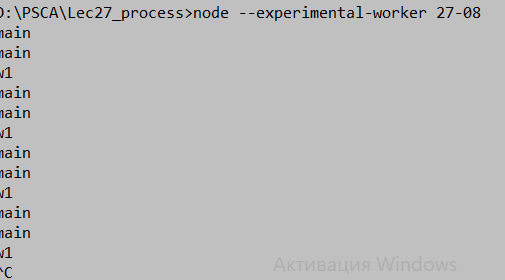 D:\PSCA\Lec27_process>node --experimental-worker 27-08
main
main
w1
main
main
w1
main
main
w1
main
main
w1
^C
Активация Windows